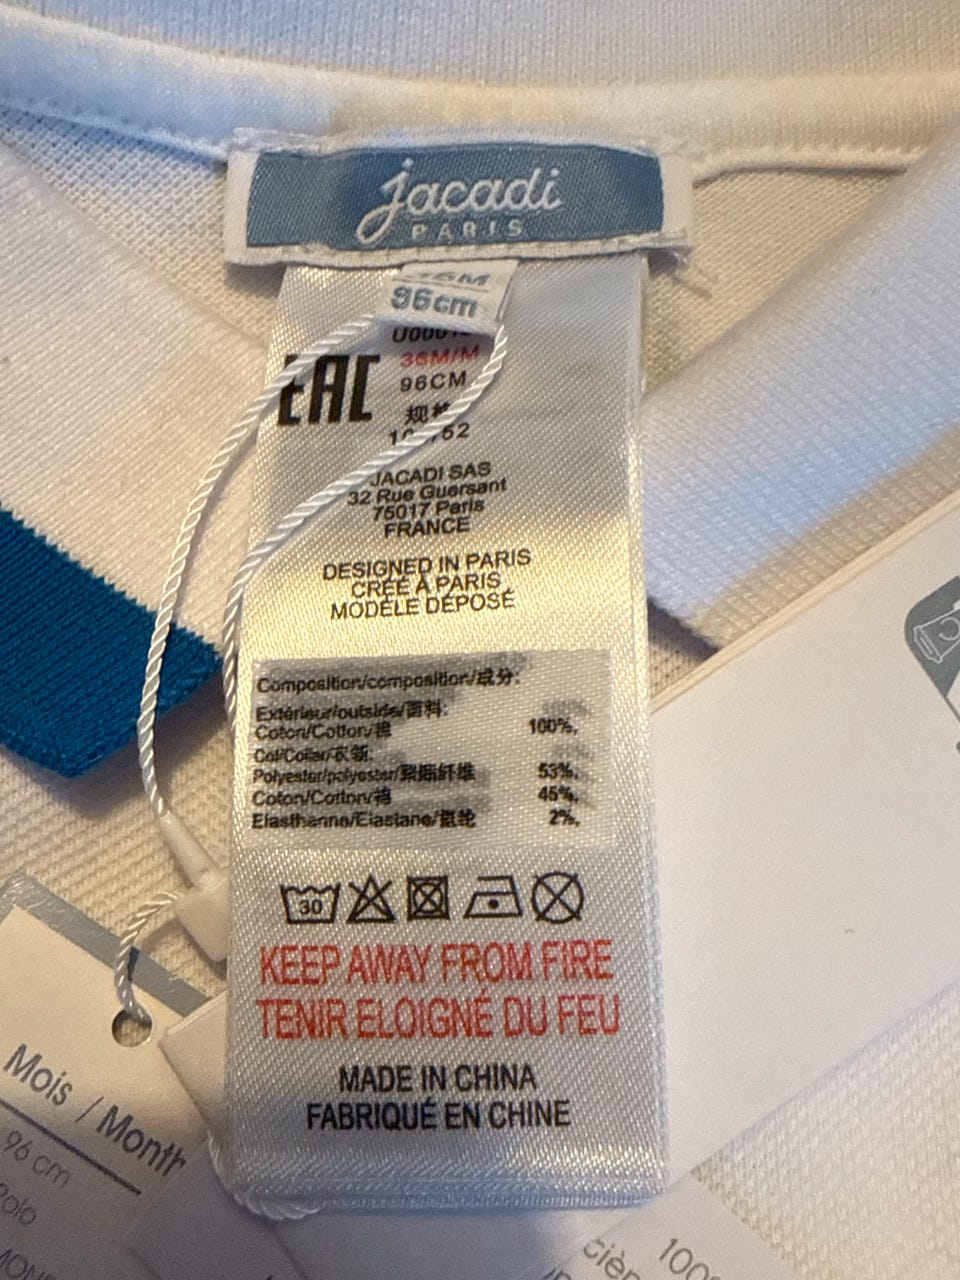 jacadi
PARIS
96cm
36M/M
96CM
EAC
JACADI SAS
32 Rue Guersant
75017 Paris
FRANCE
DESIGNED IN PARIS
CRÉÉ À PARIS
MODÈLE DÉPOSÉ
Composition/composition/成分:
Extérieur/outside/面料:
Coton/Cotton/棉 100%,
Col/Collar/衣领:
Polyester/polyester/聚酯纤维 53%,
Coton/Cotton/棉 45%,
Elasthanne/Elastane/氨纶 2%,
30
KEEP AWAY FROM FIRE
TENIR ELOIGNÉ DU FEU
MADE IN CHINA
FABRIQUÉ EN CHINE
Mois / Month
96 cm